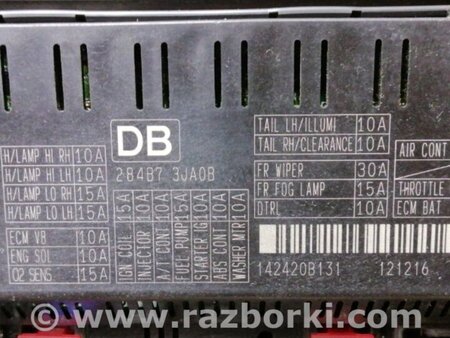 DB
284B7 3JA0B
H/LAMP HI RH 10A
H/LAMP HI LH 10A
H/LAMP LO RH 15A
H/LAMP LO LH 15A
ECM VB 10A
ENG SOL 10A
O2 SENS 15A
IGN COIL 15A
INJECTOR 10A
A/T CONT 10A
FUEL PUMP 15A
STARTER IG 10A
ABS CONT 10A
WASHER MTR 10A
TAIL LH/ILLUMI 10A
TAIL RH/CLEARANCE 10A
FR WIPER 30A
FR FOG LAMP 15A
DTRL 10A
AIR CONT
THROTTLE
ECM BAT
142420B131 121216
www.razborki.com